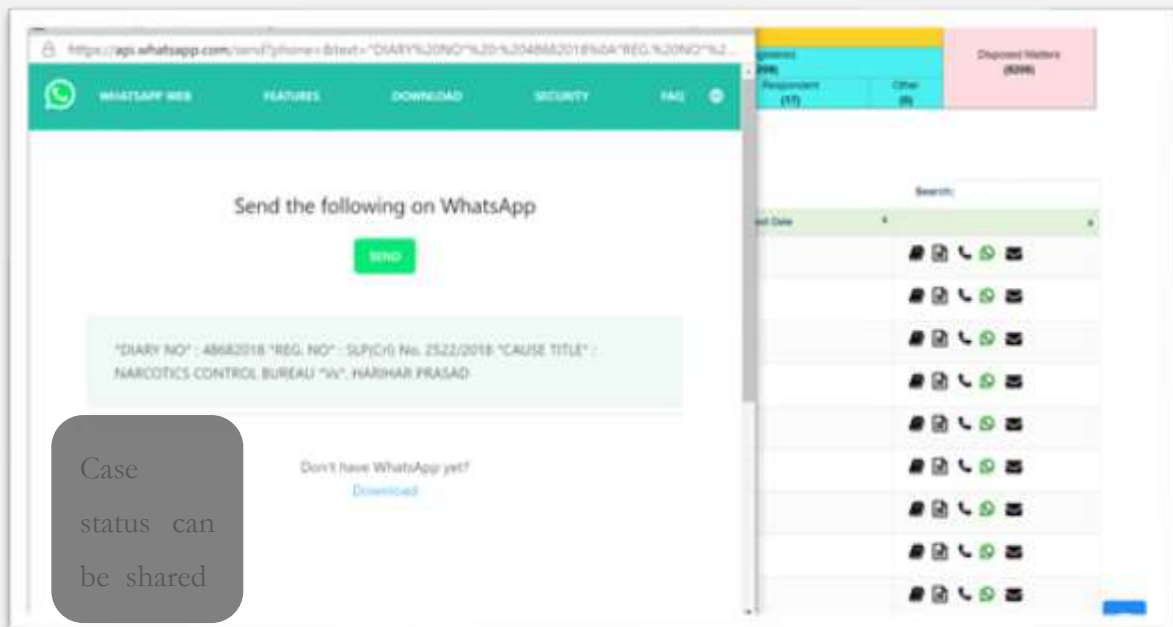 https://api.whatsapp.com/send?phone=&text="DIARY%20NO"%20:%2048682018%0A"REG.%20NO"%2...
WHATSAPP WEB FEATURES DOWNLOAD SECURITY FAQ
Send the following on WhatsApp
SEND
"DIARY NO" : 48682018 "REG. NO" : SLP(Crl) No. 2522/2018 "CAUSE TITLE" :
NARCOTICS CONTROL BUREAU "Vs". HARIHAR PRASAD
Don't have WhatsApp yet?
Download
Case
status can
be shared
Disposed Matters
Respondent
(17)
Other
(0)
Search: